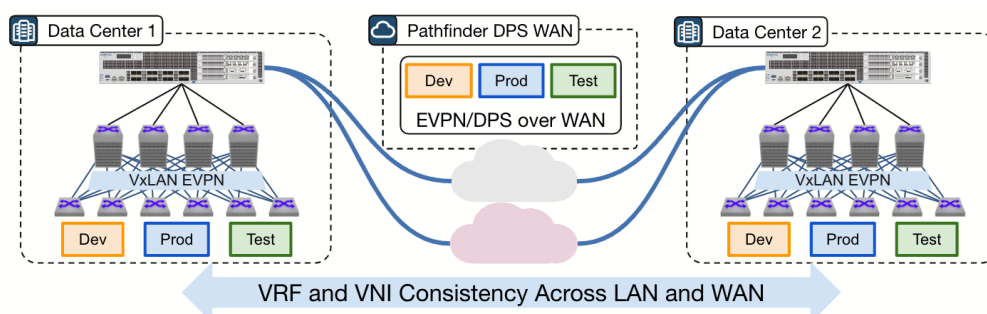 Data Center 1
Pathfinder DPS WAN
Data Center 2
Dev
Prod
Test
EVPN/DPS over WAN
VxLAN EVPN
VxLAN EVPN
Dev
Prod
Test
Dev
Prod
Test
VRF and VNI Consistency Across LAN and WAN